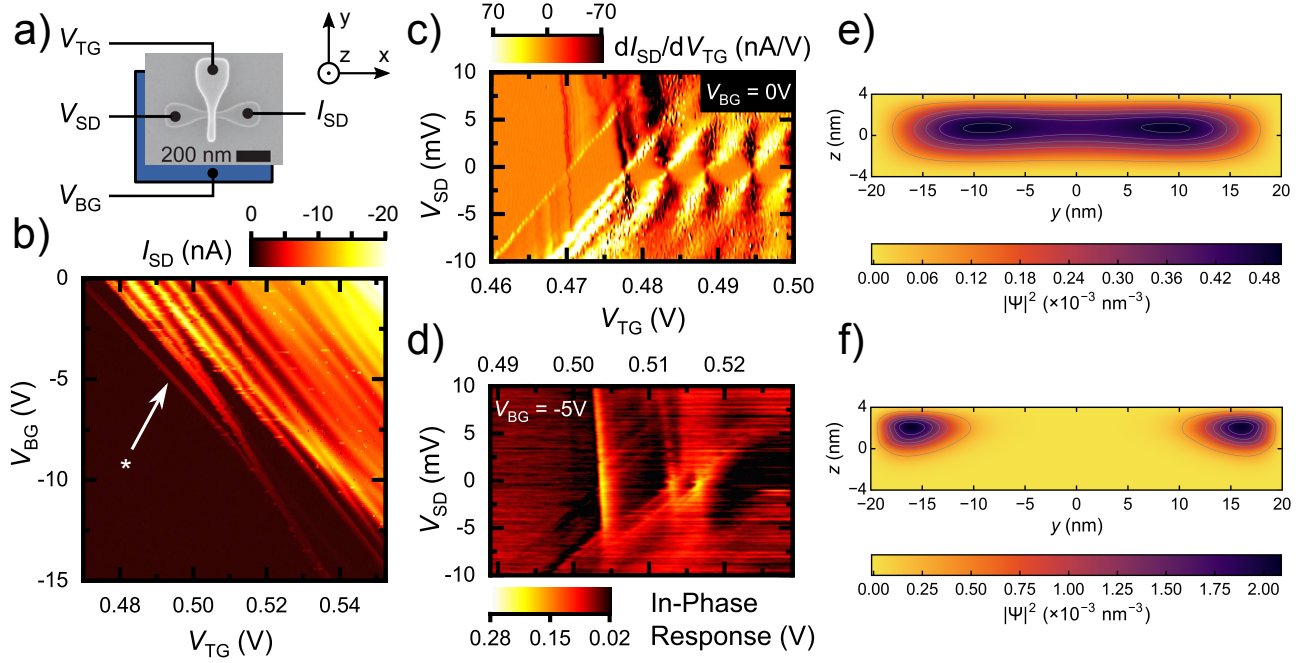 a)
V_TG
V_SD
I_SD
V_BG
200 nm
y
z
x
b)
0
-10
-20
I_SD (nA)
0
-5
-10
-15
V_BG (V)
*
0.48
0.50
0.52
0.54
V_TG (V)
c)
70
0
-70
dI_SD/dV_TG (nA/V)
V_BG = 0V
10
5
0
-5
-10
V_SD (mV)
0.46
0.47
0.48
0.49
0.50
V_TG (V)
d)
0.49
0.50
0.51
0.52
V_BG = -5V
10
5
0
-5
-10
V_SD (mV)
0.28
0.15
0.02
In-Phase
Response (V)
e)
4
0
−4
z (nm)
−20
−15
−10
−5
0
5
10
15
20
y (nm)
0.00
0.06
0.12
0.18
0.24
0.30
0.36
0.42
0.48
|Ψ|² (×10⁻³ nm⁻³)
f)
4
0
−4
z (nm)
−20
−15
−10
−5
0
5
10
15
20
y (nm)
0.00
0.25
0.50
0.75
1.00
1.25
1.50
1.75
2.00
|Ψ|² (×10⁻³ nm⁻³)